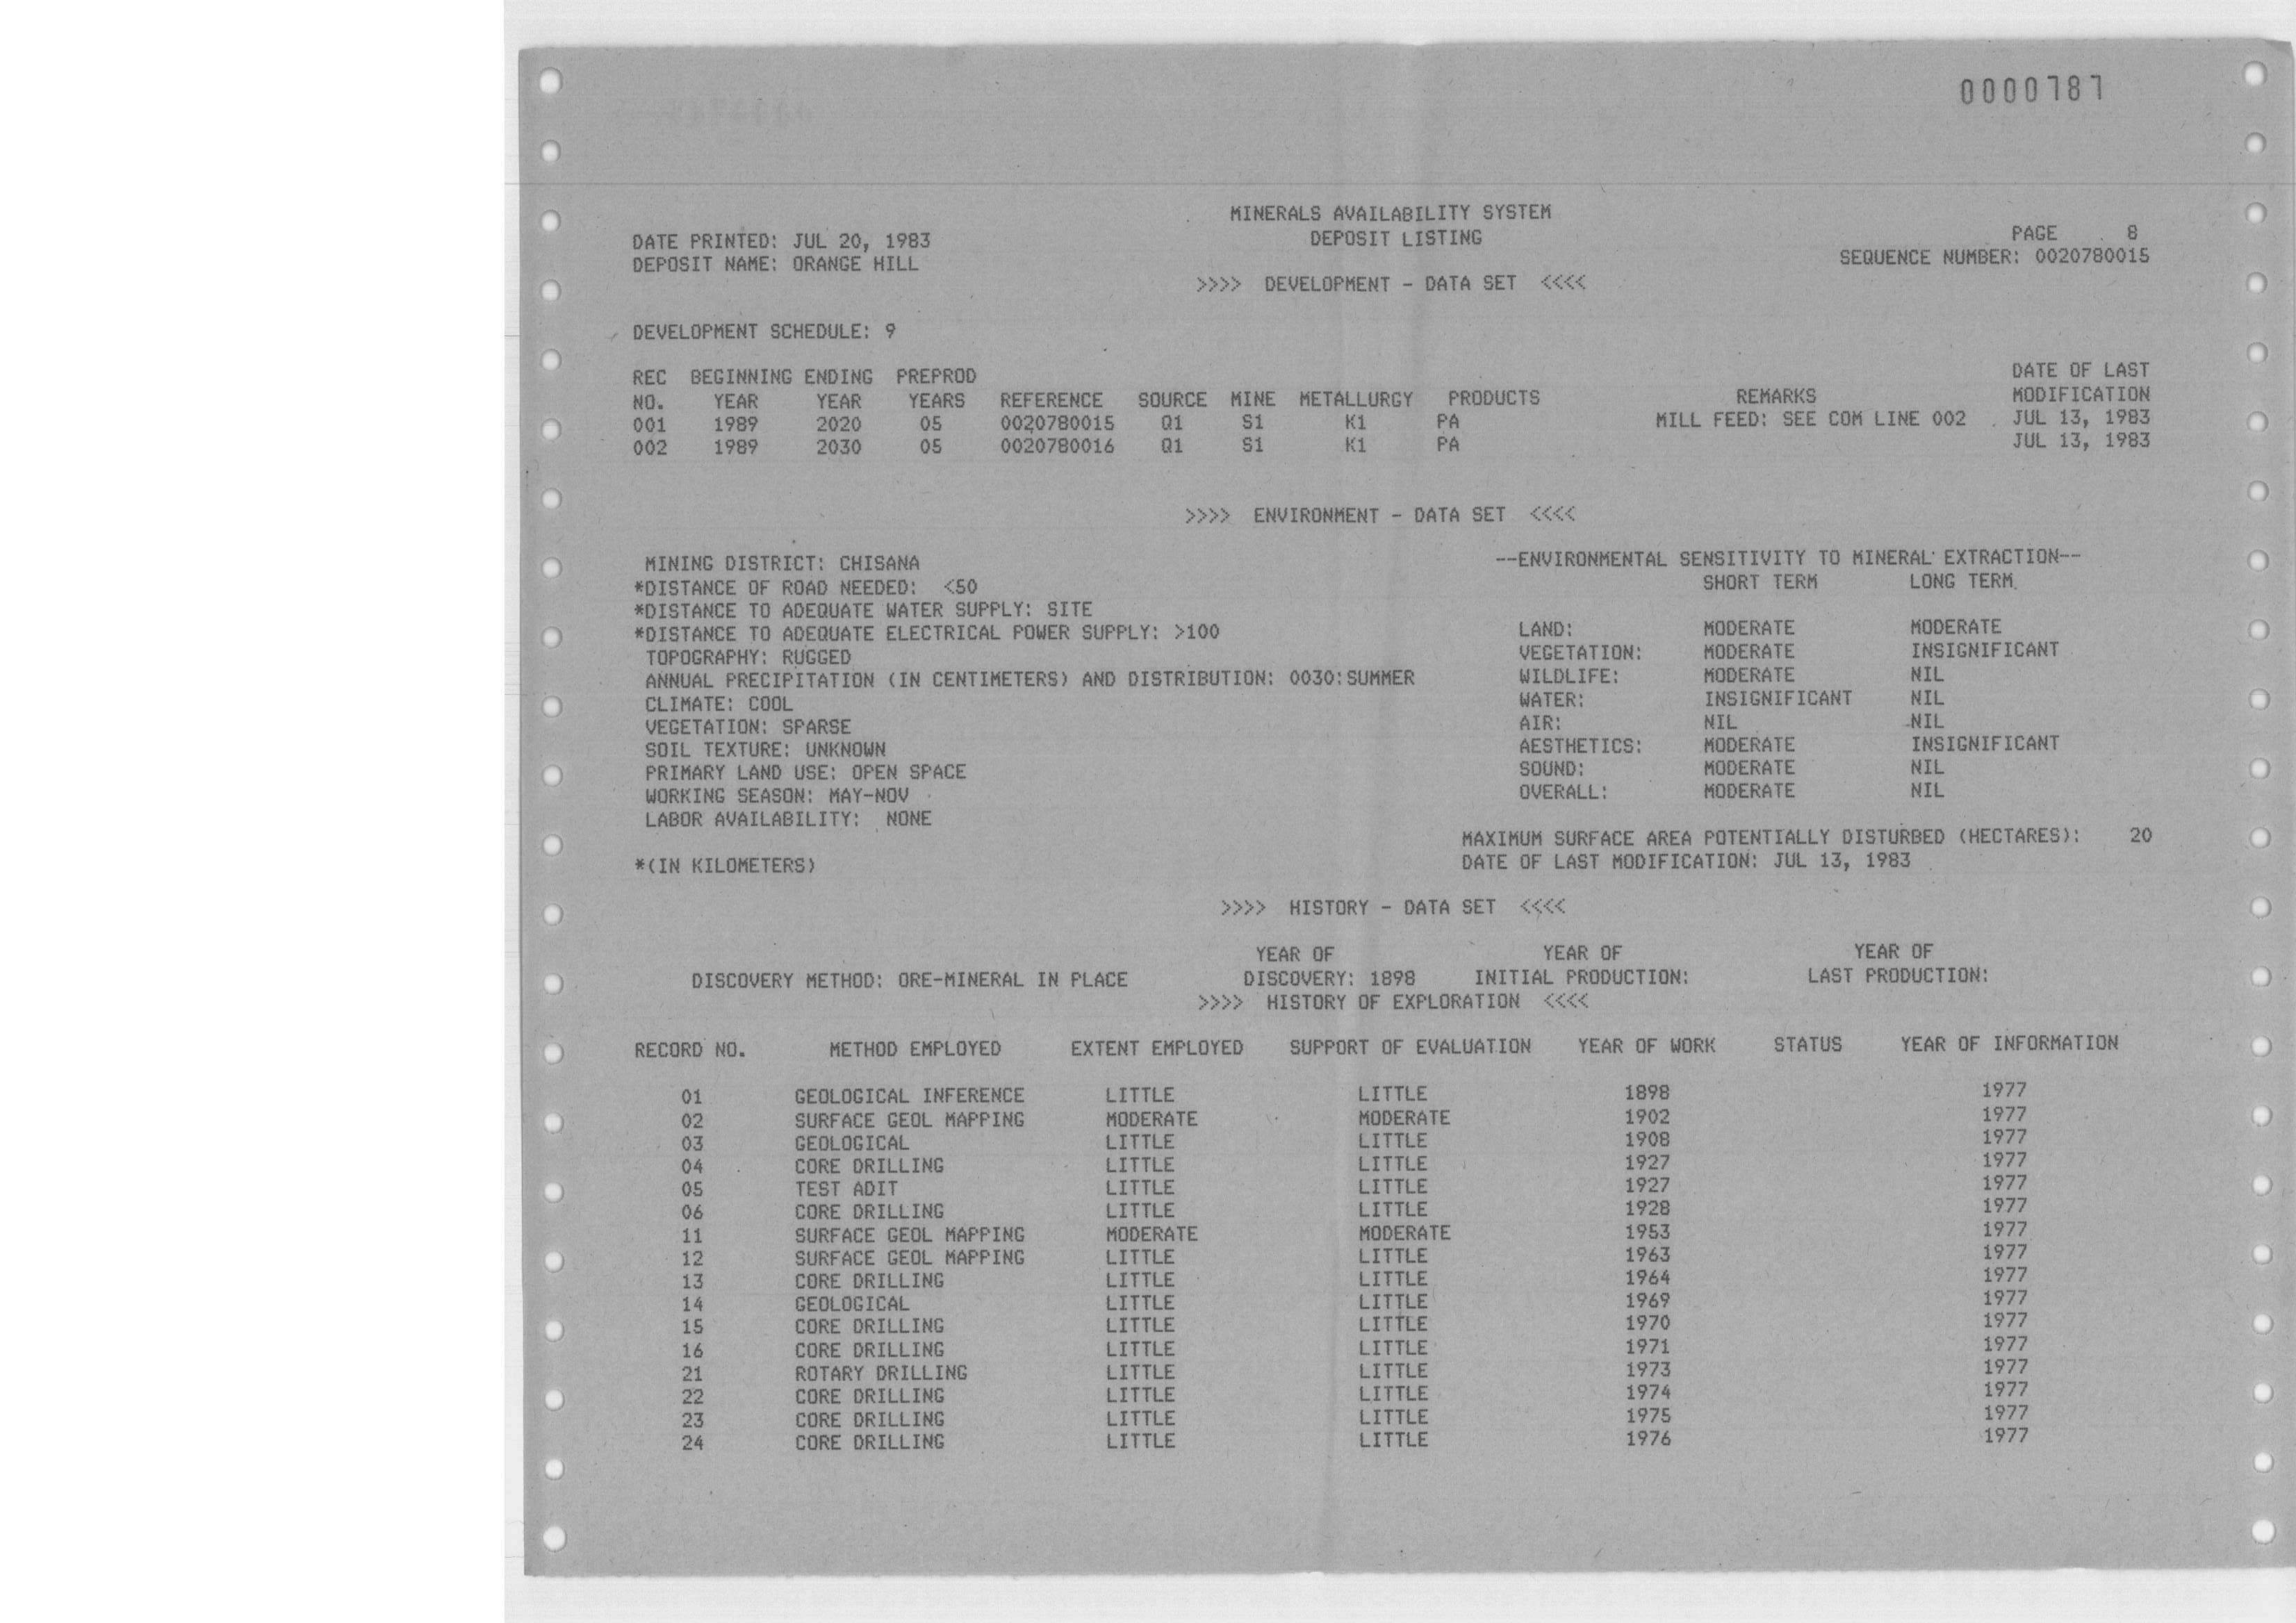 0000787
MINERALS AVAILABILITY SYSTEM
DATE PRINTED: JUL 20, 1983 DEPOSIT LISTING PAGE 8
DEPOSIT NAME: ORANGE HILL SEQUENCE NUMBER: 0020780015
>>>> DEVELOPMENT - DATA SET <<<<
DEVELOPMENT SCHEDULE: 9
REC BEGINNING ENDING PREPROD DATE OF LAST
NO. YEAR YEAR YEARS REFERENCE SOURCE MINE METALLURGY PRODUCTS REMARKS MODIFICATION
001 1989 2020 05 0020780015 Q1 S1 K1 PA MILL FEED: SEE COM LINE 002 JUL 13, 1983
002 1989 2030 05 0020780016 Q1 S1 K1 PA JUL 13, 1983
>>>> ENVIRONMENT - DATA SET <<<<
MINING DISTRICT: CHISANA
*DISTANCE OF ROAD NEEDED: <50
*DISTANCE TO ADEQUATE WATER SUPPLY: SITE
*DISTANCE TO ADEQUATE ELECTRICAL POWER SUPPLY: >100
TOPOGRAPHY: RUGGED
ANNUAL PRECIPITATION (IN CENTIMETERS) AND DISTRIBUTION: 0030:SUMMER
CLIMATE: COOL
VEGETATION: SPARSE
SOIL TEXTURE: UNKNOWN
PRIMARY LAND USE: OPEN SPACE
WORKING SEASON: MAY-NOV
LABOR AVAILABILITY: NONE
*(IN KILOMETERS)
--ENVIRONMENTAL SENSITIVITY TO MINERAL EXTRACTION--
SHORT TERM LONG TERM
LAND: MODERATE MODERATE
VEGETATION: MODERATE INSIGNIFICANT
WILDLIFE: MODERATE NIL
WATER: INSIGNIFICANT NIL
AIR: NIL NIL
AESTHETICS: MODERATE INSIGNIFICANT
SOUND: MODERATE NIL
OVERALL: MODERATE NIL
MAXIMUM SURFACE AREA POTENTIALLY DISTURBED (HECTARES): 20
DATE OF LAST MODIFICATION: JUL 13, 1983
>>>> HISTORY - DATA SET <<<<
YEAR OF YEAR OF YEAR OF
DISCOVERY METHOD: ORE-MINERAL IN PLACE DISCOVERY: 1898 INITIAL PRODUCTION: LAST PRODUCTION:
>>>> HISTORY OF EXPLORATION <<<<
RECORD NO. METHOD EMPLOYED EXTENT EMPLOYED SUPPORT OF EVALUATION YEAR OF WORK STATUS YEAR OF INFORMATION
01 GEOLOGICAL INFERENCE LITTLE LITTLE 1898 1977
02 SURFACE GEOL MAPPING MODERATE MODERATE 1902 1977
03 GEOLOGICAL LITTLE LITTLE 1908 1977
04 CORE DRILLING LITTLE LITTLE 1927 1977
05 TEST ADIT LITTLE LITTLE 1927 1977
06 CORE DRILLING LITTLE LITTLE 1928 1977
11 SURFACE GEOL MAPPING MODERATE MODERATE 1953 1977
12 SURFACE GEOL MAPPING LITTLE LITTLE 1963 1977
13 CORE DRILLING LITTLE LITTLE 1964 1977
14 GEOLOGICAL LITTLE LITTLE 1969 1977
15 CORE DRILLING LITTLE LITTLE 1970 1977
16 CORE DRILLING LITTLE LITTLE 1971 1977
21 ROTARY DRILLING LITTLE LITTLE 1973 1977
22 CORE DRILLING LITTLE LITTLE 1974 1977
23 CORE DRILLING LITTLE LITTLE 1975 1977
24 CORE DRILLING LITTLE LITTLE 1976 1977